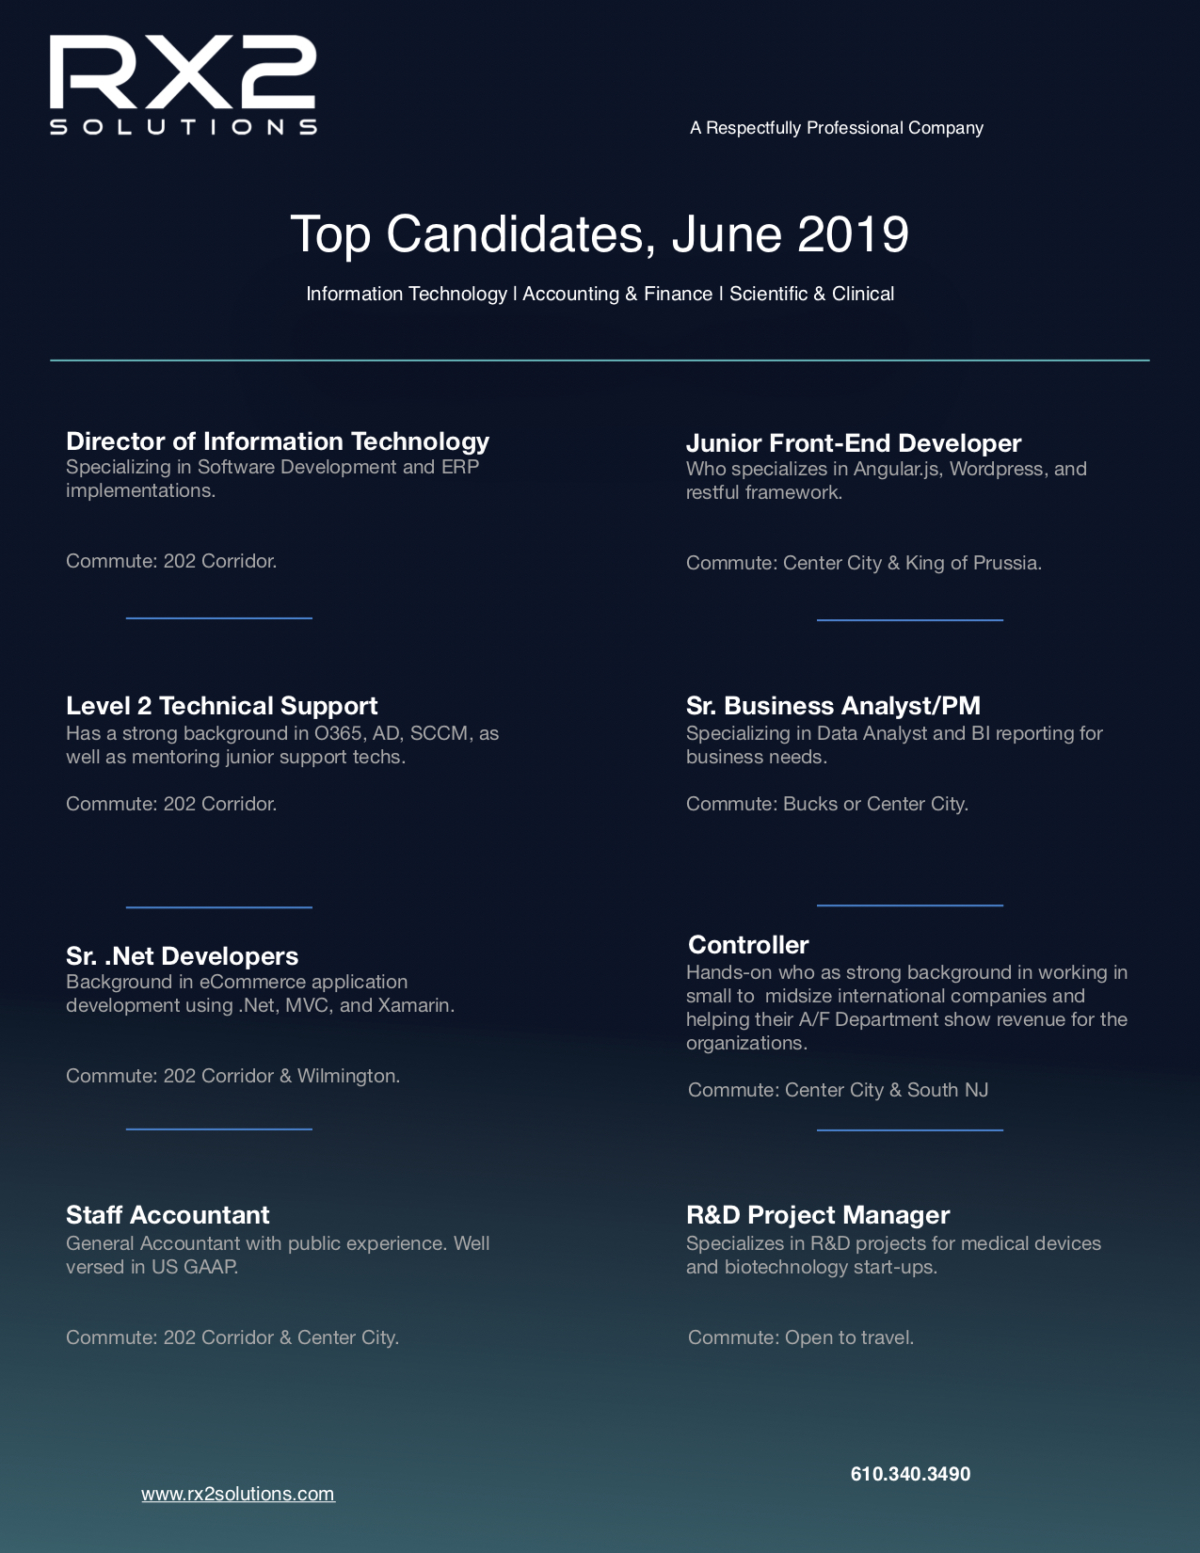 RX2
SOLUTIONS
A Respectfully Professional Company
Top Candidates, June 2019
Information Technology | Accounting & Finance | Scientific & Clinical
Director of Information Technology
Specializing in Software Development and ERP
implementations.
Commute: 202 Corridor.
Junior Front-End Developer
Who specializes in Angular.js, Wordpress, and
restful framework.
Commute: Center City & King of Prussia.
Level 2 Technical Support
Has a strong background in O365, AD, SCCM, as
well as mentoring junior support techs.
Commute: 202 Corridor.
Sr. Business Analyst/PM
Specializing in Data Analyst and BI reporting for
business needs.
Commute: Bucks or Center City.
Sr. .Net Developers
Background in eCommerce application
development using .Net, MVC, and Xamarin.
Commute: 202 Corridor & Wilmington.
Controller
Hands-on who as strong background in working in
small to  midsize international companies and
helping their A/F Department show revenue for the
organizations.
Commute: Center City & South NJ
Staff Accountant
General Accountant with public experience. Well
versed in US GAAP.
Commute: 202 Corridor & Center City.
R&D Project Manager
Specializes in R&D projects for medical devices
and biotechnology start-ups.
Commute: Open to travel.
www.rx2solutions.com
610.340.3490